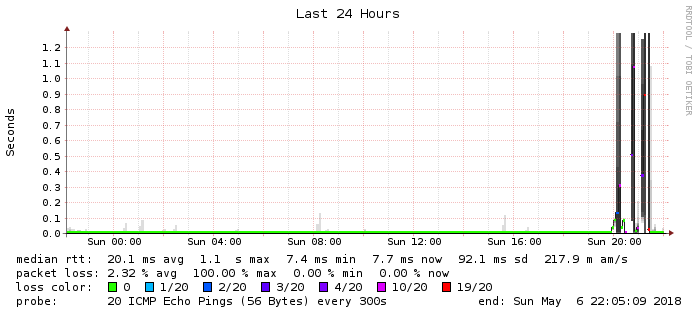 Last 24 Hours
RRDTOOL / TOBI OETIKER
Seconds
1.2
1.1
1.0
0.9
0.8
0.7
0.6
0.5
0.4
0.3
0.2
0.1
0.0
Sun 00:00 Sun 04:00 Sun 08:00 Sun 12:00 Sun 16:00 Sun 20:00
median rtt: 20.1 ms avg 1.1 s max 7.4 ms min 7.7 ms now 92.1 ms sd 217.9 m am/s
packet loss: 2.32 % avg 100.00 % max 0.00 % min 0.00 % now
loss color: 0 1/20 2/20 3/20 4/20 10/20 19/20
probe: 20 ICMP Echo Pings (56 Bytes) every 300s end: Sun May 6 22:05:09 2018